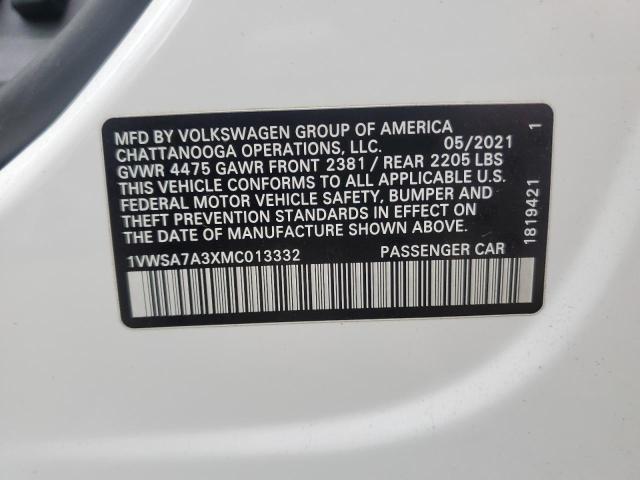 MFD BY VOLKSWAGEN GROUP OF AMERICA
CHATTANOOGA OPERATIONS, LLC. 05/2021 1
GVWR 4475 GAWR FRONT 2381 / REAR 2205 LBS
THIS VEHICLE CONFORMS TO ALL APPLICABLE U.S.
FEDERAL MOTOR VEHICLE SAFETY, BUMPER AND
THEFT PREVENTION STANDARDS IN EFFECT ON
THE DATE OF MANUFACTURE SHOWN ABOVE.
1VWSA7A3XMC013332 PASSENGER CAR
1819421